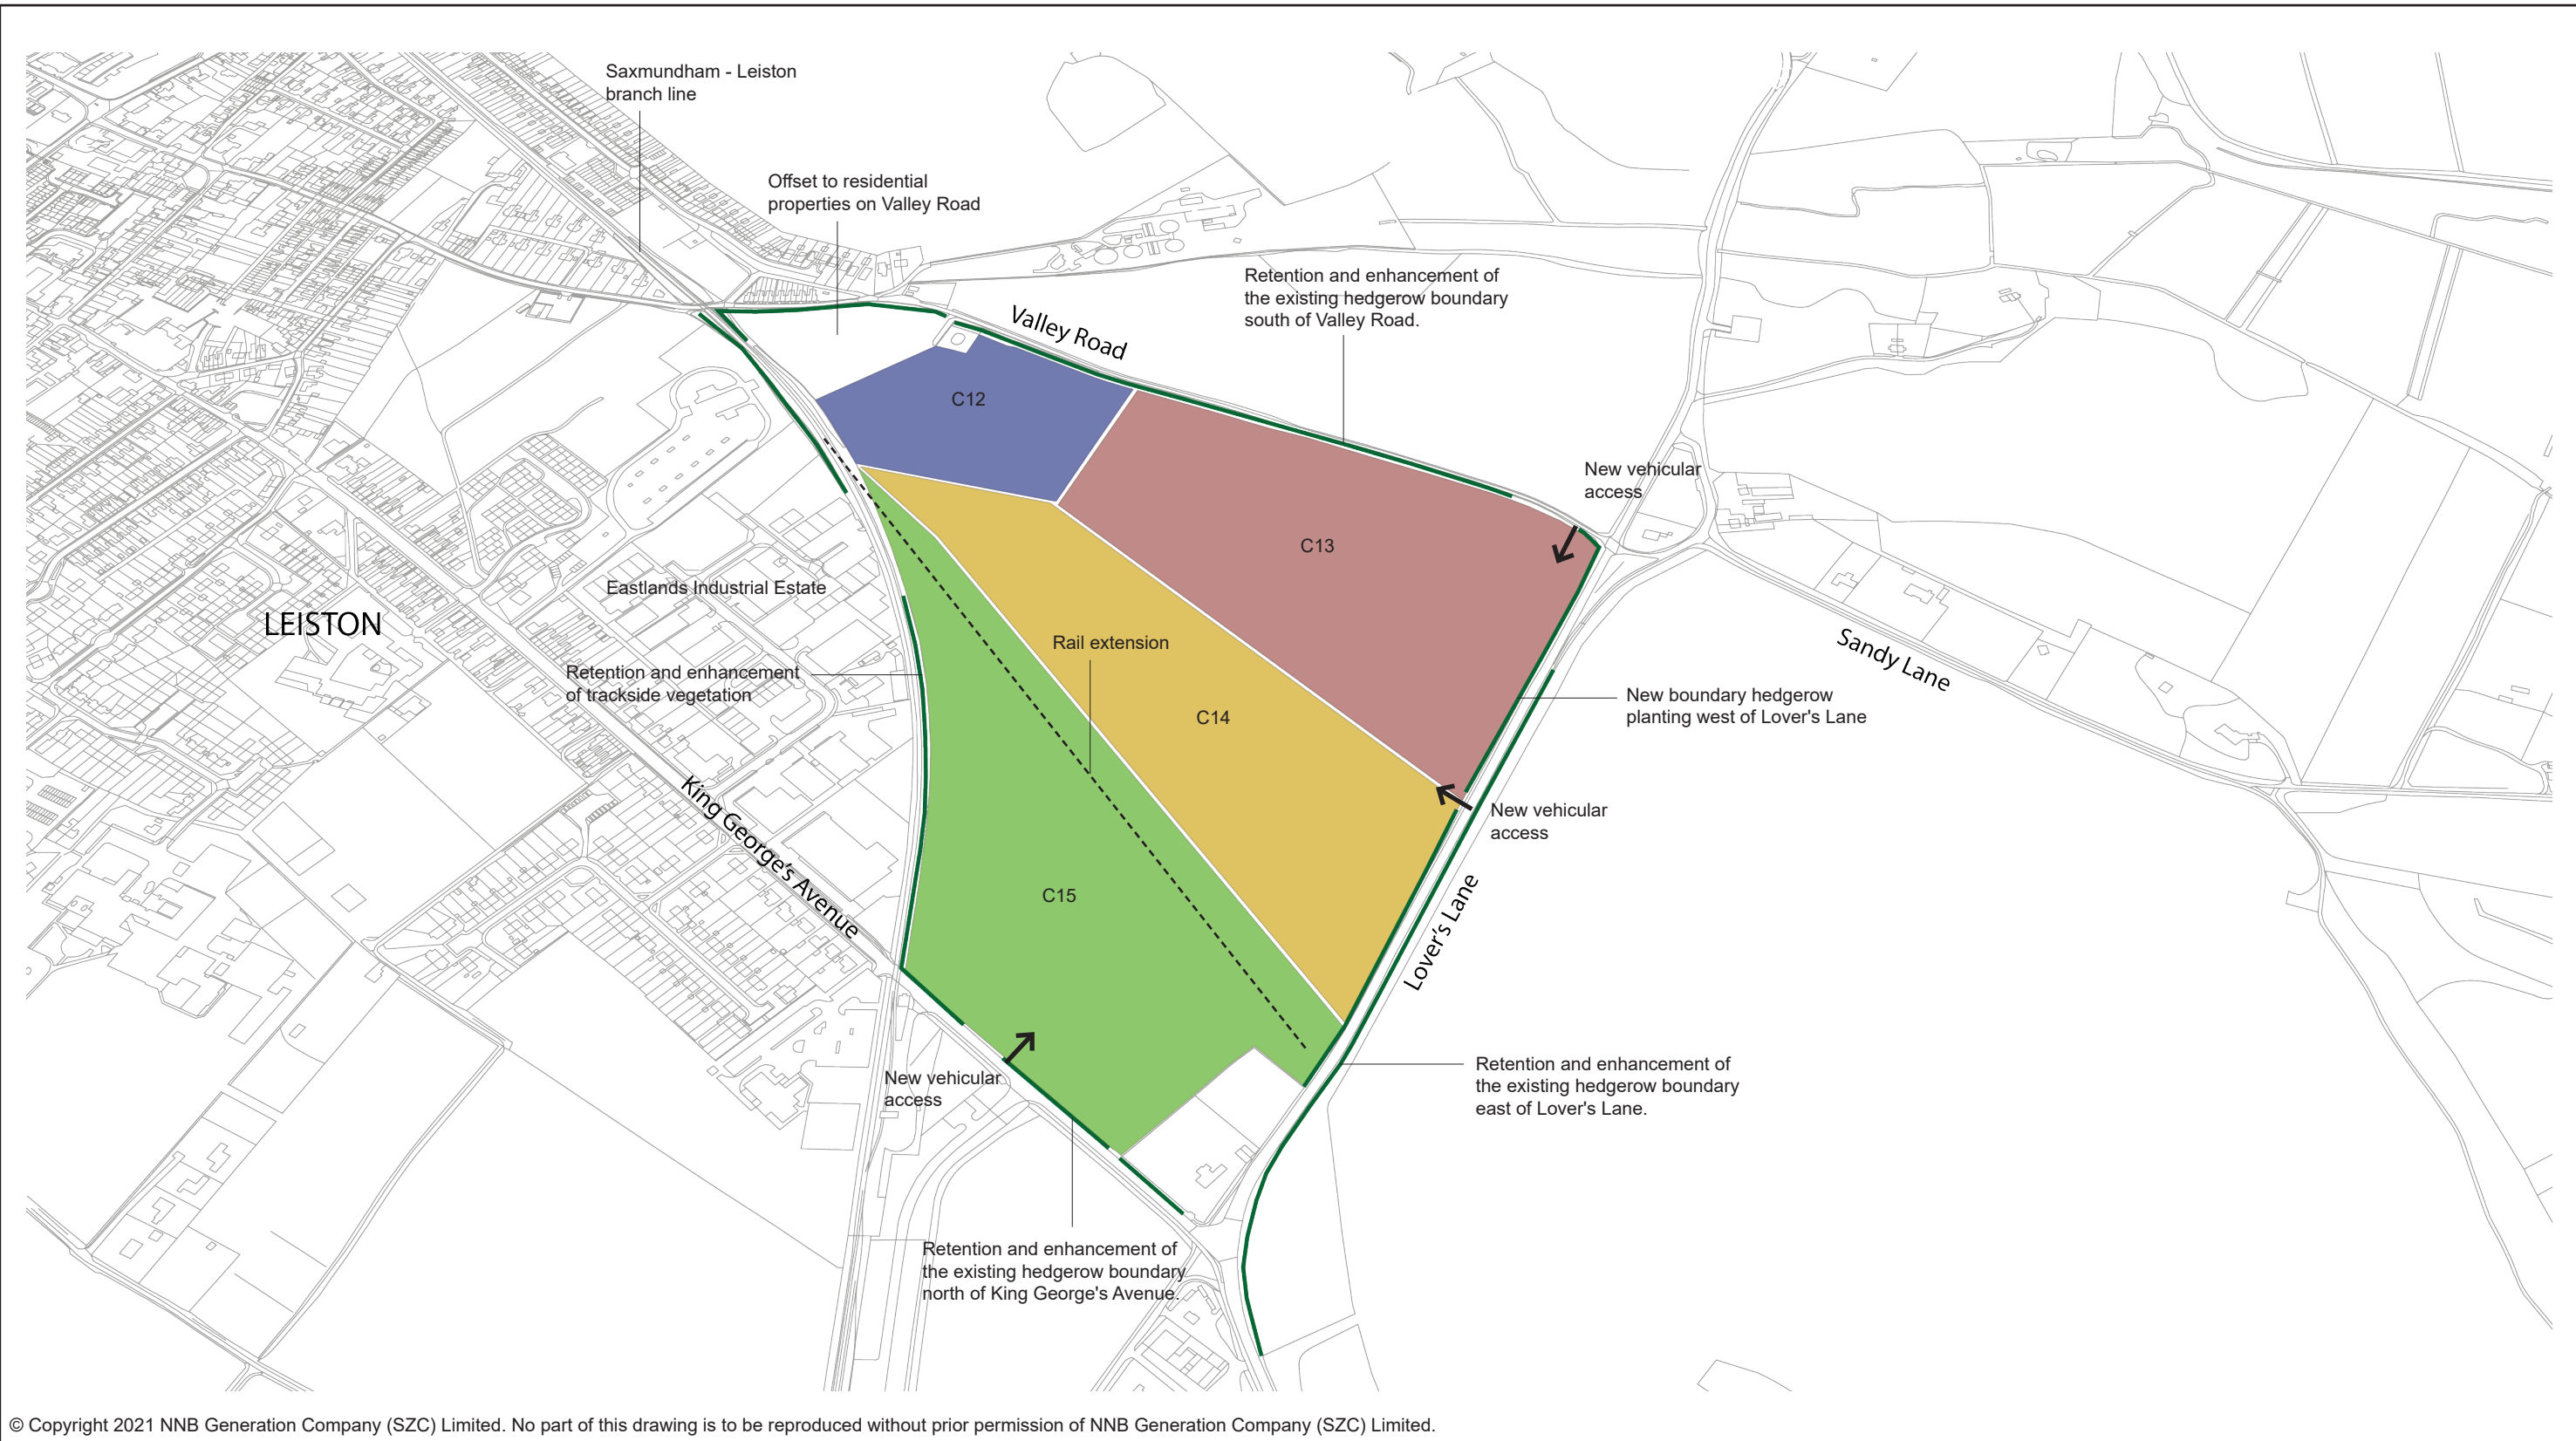 Saxmundham - Leiston
branch line
Offset to residential
properties on Valley Road
Retention and enhancement of
the existing hedgerow boundary
south of Valley Road.
Valley Road
C12
New vehicular
access
C13
Eastlands Industrial Estate
LEISTON
Rail extension
Sandy Lane
Retention and enhancement
of trackside vegetation
New boundary hedgerow
planting west of Lover's Lane
C14
New vehicular
access
King George's Avenue
C15
Lover's Lane
New vehicular
access
Retention and enhancement of
the existing hedgerow boundary
east of Lover's Lane.
Retention and enhancement of
the existing hedgerow boundary
north of King George's Avenue.
© Copyright 2021 NNB Generation Company (SZC) Limited. No part of this drawing is to be reproduced without prior permission of NNB Generation Company (SZC) Limited.